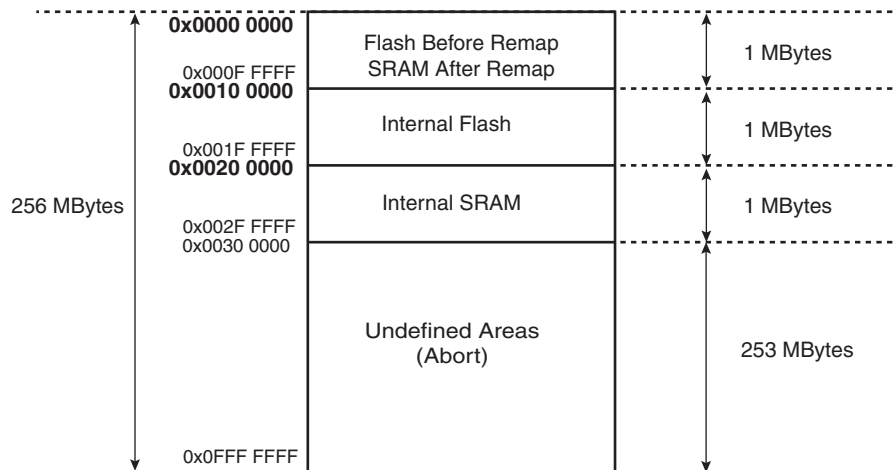 0x0000 0000
Flash Before Remap
SRAM After Remap
1 MBytes
0x000F FFFF
0x0010 0000
Internal Flash
1 MBytes
0x001F FFFF
0x0020 0000
256 MBytes
Internal SRAM
1 MBytes
0x002F FFFF
0x0030 0000
Undefined Areas
(Abort)
253 MBytes
0x0FFF FFFF